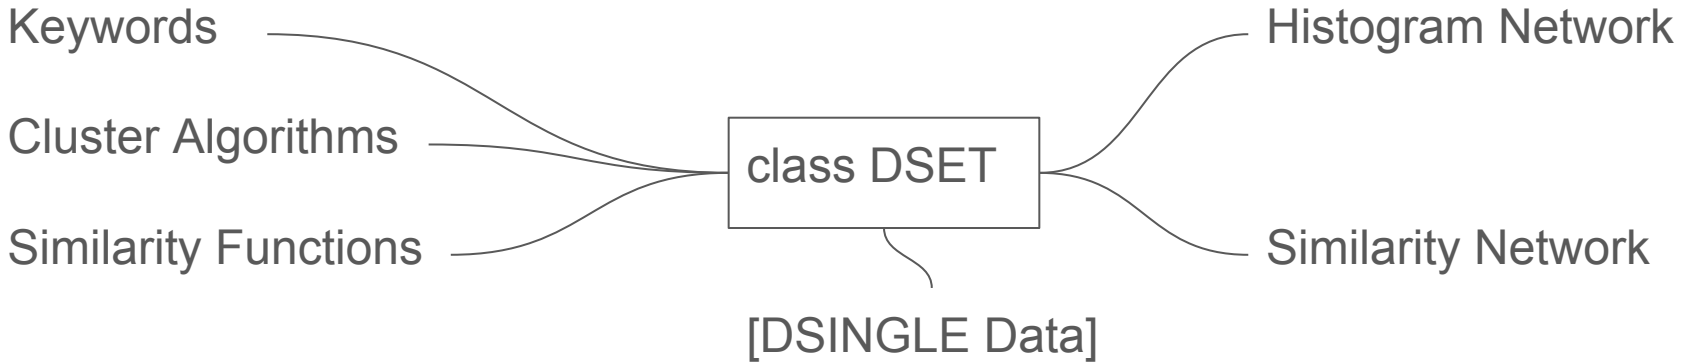 Keywords
Cluster Algorithms
Similarity Functions
class DSET
[DSINGLE Data]
Histogram Network
Similarity Network